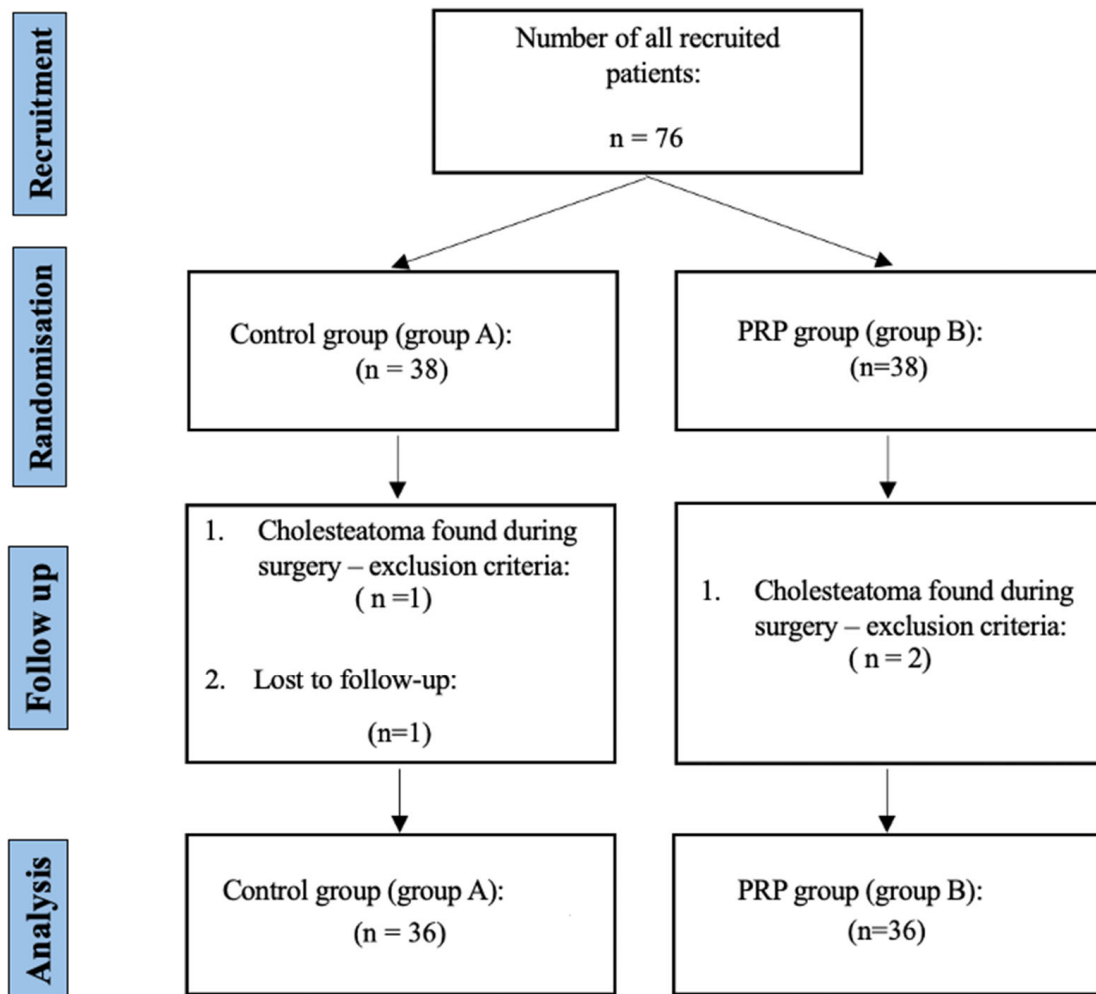 Recruitment
Number of all recruited
patients:
n = 76
Randomisation
Control group (group A):
(n = 38)
PRP group (group B):
(n=38)
Follow up
1. Cholesteatoma found during
surgery – exclusion criteria:
( n =1)
2. Lost to follow-up:
(n=1)
1. Cholesteatoma found during
surgery – exclusion criteria:
( n = 2)
Analysis
Control group (group A):
(n = 36)
PRP group (group B):
(n=36)